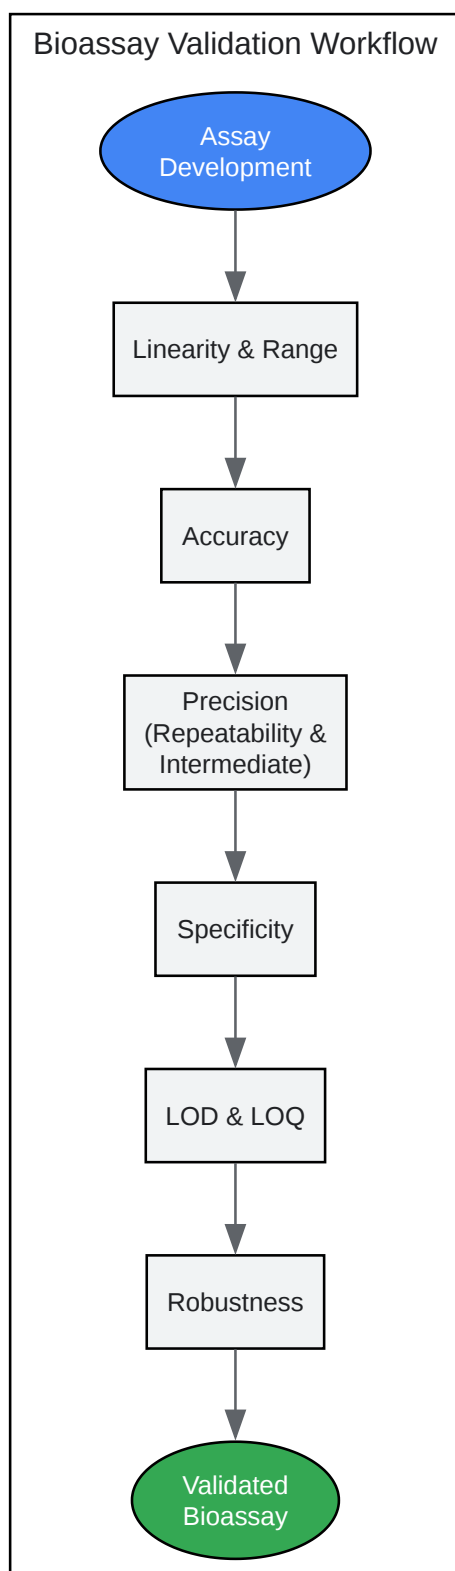 Bioassay Validation Workflow
Assay
Development
Linearity & Range
Accuracy
Precision
(Repeatability &
Intermediate)
Specificity
LOD & LOQ
Robustness
Validated
Bioassay